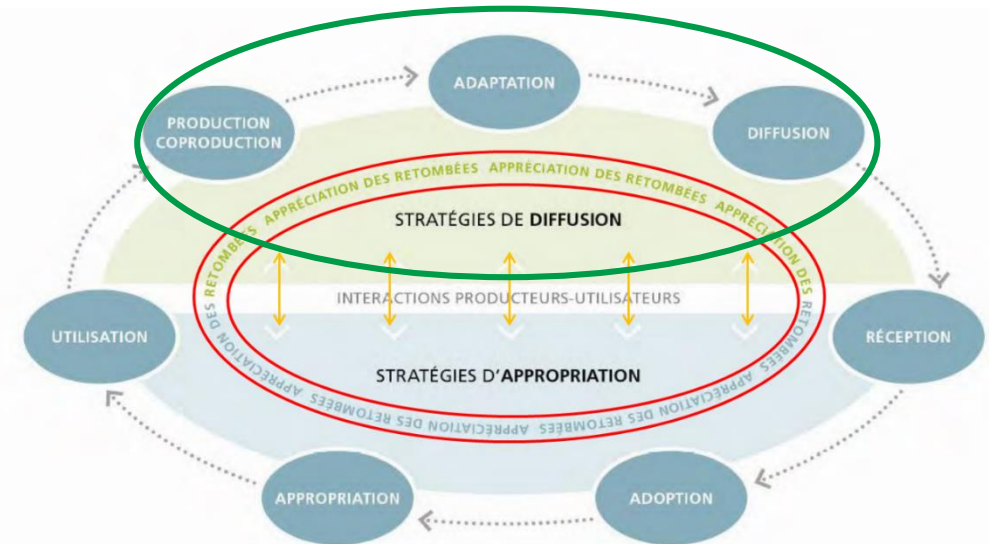 ADAPTATION
PRODUCTION
COPRODUCTION
DIFFUSION
APPRÉCIATION DES RETOMBÉES APPRÉCIATION DES RETOMBÉES APPRÉCIATION DES RETOMBÉES
STRATÉGIES DE DIFFUSION
INTERACTIONS PRODUCTEURS-UTILISATEURS
UTILISATION
RÉCEPTION
STRATÉGIES D'APPROPRIATION
APPRÉCIATION DES RETOMBÉES APPRÉCIATION DES RETOMBÉES APPRÉCIATION DES RETOMBÉES
APPROPRIATION
ADOPTION